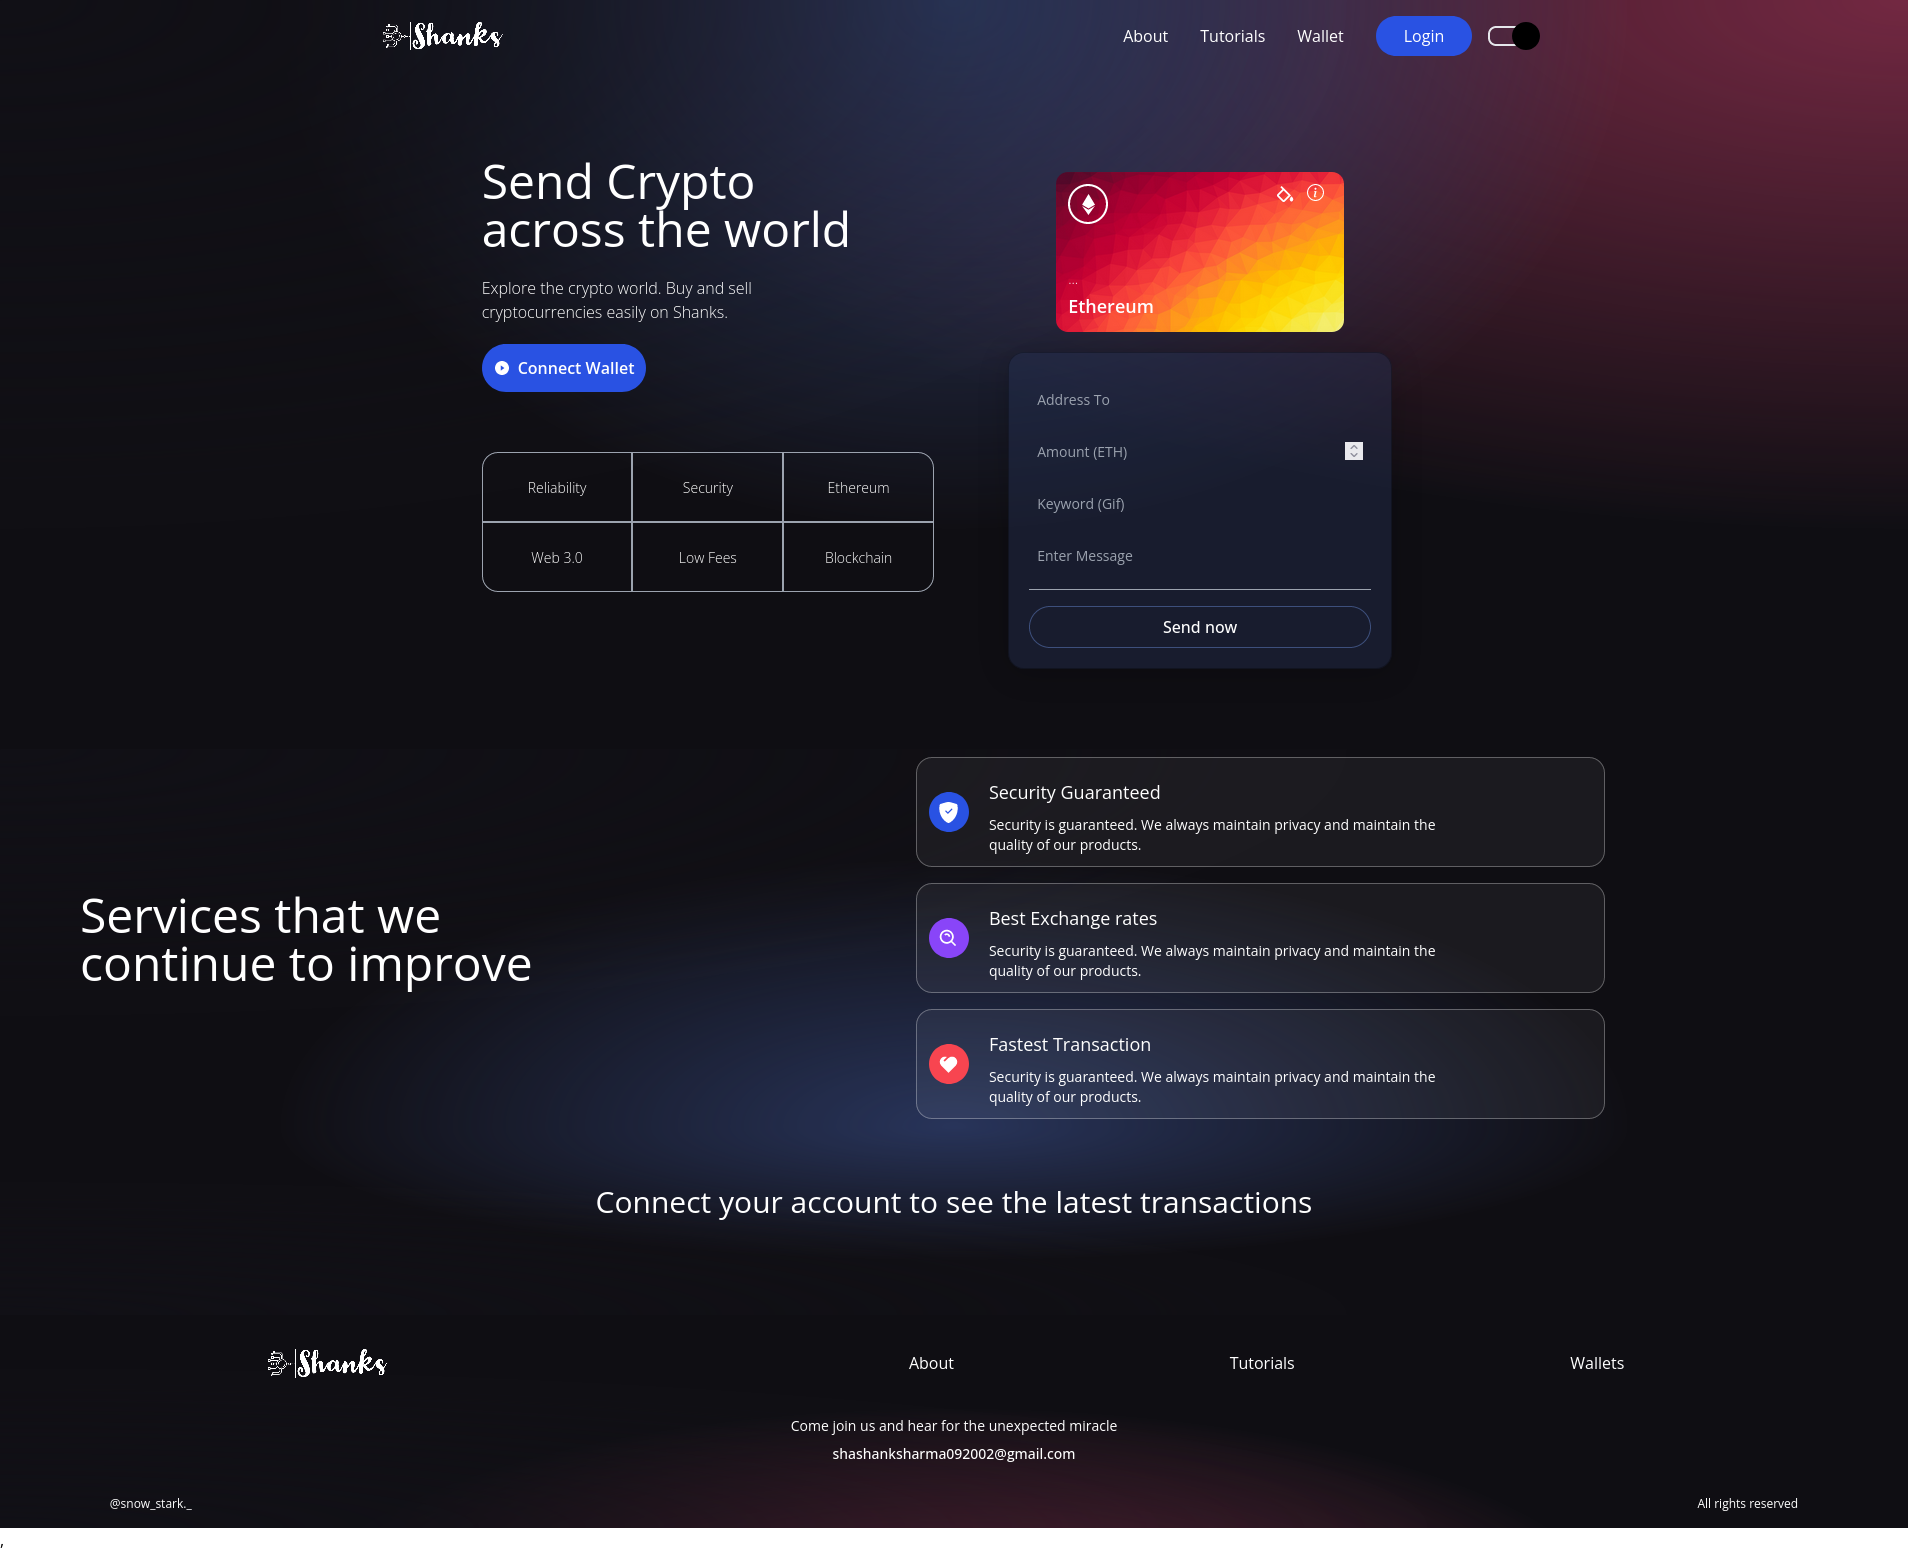 Shanks
About
Tutorials
Wallet
Login
Send Crypto
across the world
Explore the crypto world. Buy and sell
cryptocurrencies easily on Shanks.
Connect Wallet
Reliability
Security
Ethereum
Web 3.0
Low Fees
Blockchain
...
Ethereum
Address To
Amount (ETH)
Keyword (Gif)
Enter Message
Send now
Services that we
continue to improve
Security Guaranteed
Security is guaranteed. We always maintain privacy and maintain the
quality of our products.
Best Exchange rates
Security is guaranteed. We always maintain privacy and maintain the
quality of our products.
Fastest Transaction
Security is guaranteed. We always maintain privacy and maintain the
quality of our products.
Connect your account to see the latest transactions
Shanks
About
Tutorials
Wallets
Come join us and hear for the unexpected miracle
shashanksharma092002@gmail.com
@snow_stark._
All rights reserved
,